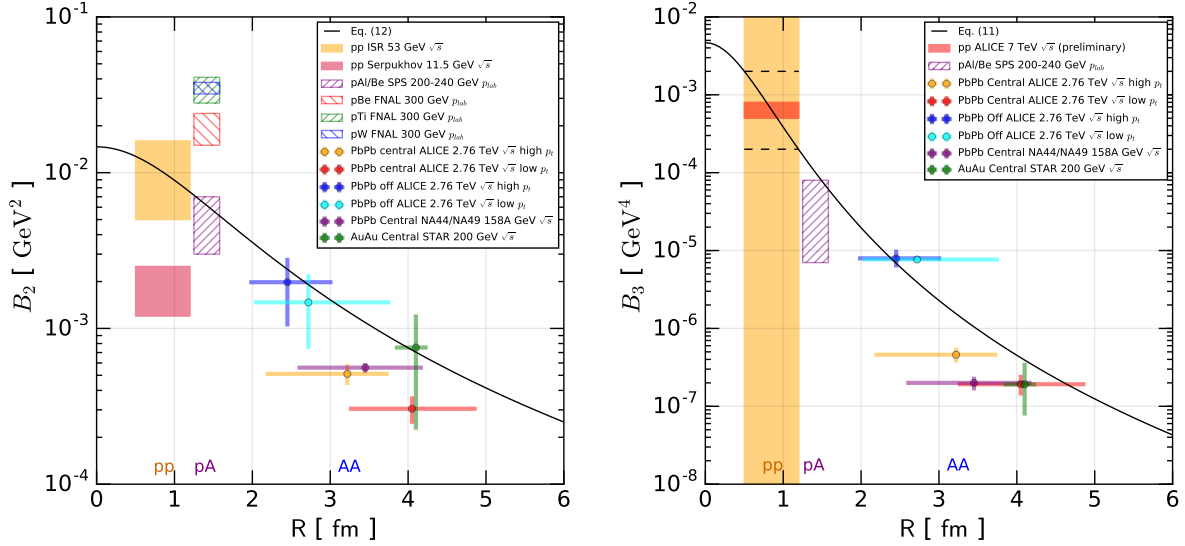 10⁻¹
10⁻²
10⁻³
10⁻⁴
B₂ [ GeV² ]
Eq. (12)
pp ISR 53 GeV √s
pp Serpukhov 11.5 GeV √s
pAl/Be SPS 200-240 GeV p_lab
pBe FNAL 300 GeV p_lab
pTi FNAL 300 GeV p_lab
pW FNAL 300 GeV p_lab
PbPb central ALICE 2.76 TeV √s high p_t
PbPb central ALICE 2.76 TeV √s low p_t
PbPb off ALICE 2.76 TeV √s high p_t
PbPb off ALICE 2.76 TeV √s low p_t
PbPb Central NA44/NA49 158A GeV √s
AuAu Central STAR 200 GeV √s
pp pA AA
0 1 2 3 4 5 6
R [ fm ]
10⁻²
10⁻³
10⁻⁴
10⁻⁵
10⁻⁶
10⁻⁷
10⁻⁸
B₃ [ GeV⁴ ]
Eq. (11)
pp ALICE 7 TeV √s (preliminary)
pAl/Be SPS 200-240 GeV p_lab
PbPb Central ALICE 2.76 TeV √s high p_t
PbPb Central ALICE 2.76 TeV √s low p_t
PbPb Off ALICE 2.76 TeV √s high p_t
PbPb Off ALICE 2.76 TeV √s low p_t
PbPb Central NA44/NA49 158A GeV √s
AuAu Central STAR 200 GeV √s
pp pA AA
0 1 2 3 4 5 6
R [ fm ]